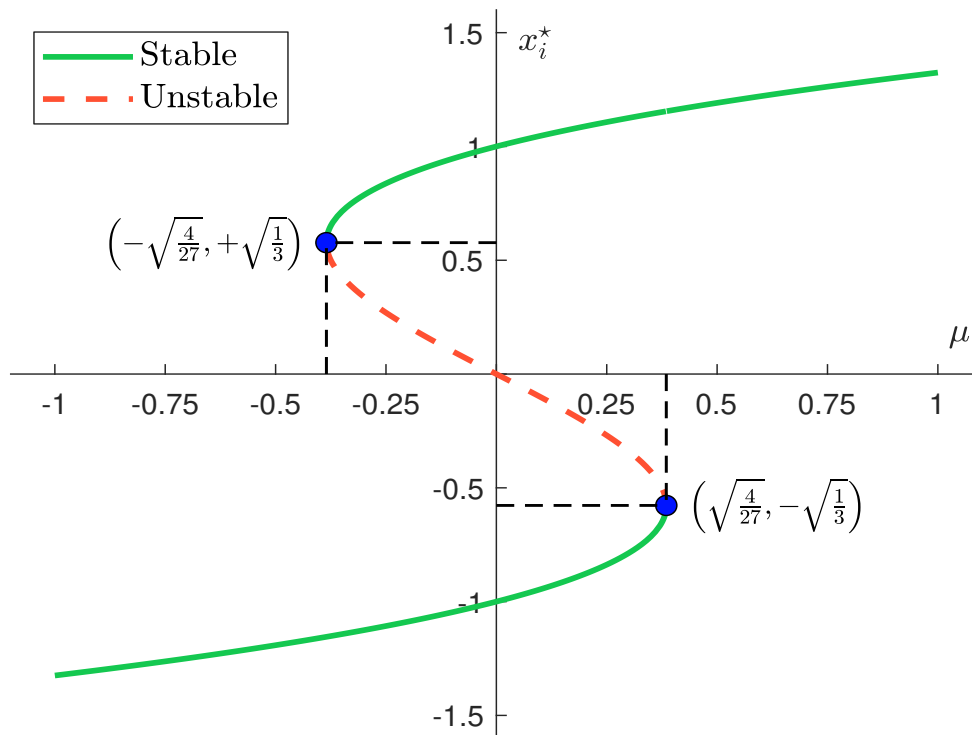 Stable
Unstable
1.5
x_i^⋆
1
(−√(4/27), +√(1/3))
0.5
μ
-1 -0.75 -0.5 -0.25 0.25 0.5 0.75 1
-0.5
(√(4/27), −√(1/3))
-1
-1.5